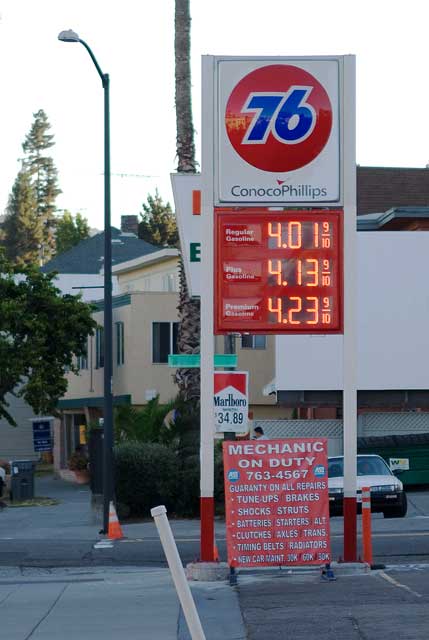 76
ConocoPhillips
Regular
Gasoline
4.01 9/10
Plus
Gasoline
4.13 9/10
Premium
Gasoline
4.23 9/10
Marlboro
34.89
MECHANIC
ON DUTY
763-4567
GUARANTY ON ALL REPAIRS
- TUNE-UPS BRAKES
- SHOCKS STRUTS
- BATTERIES STARTERS ALT.
- CLUTCHES AXLES TRANS.
- TIMING BELTS RADIATORS
- NEW CAR MAINT. 30K 60K 90K